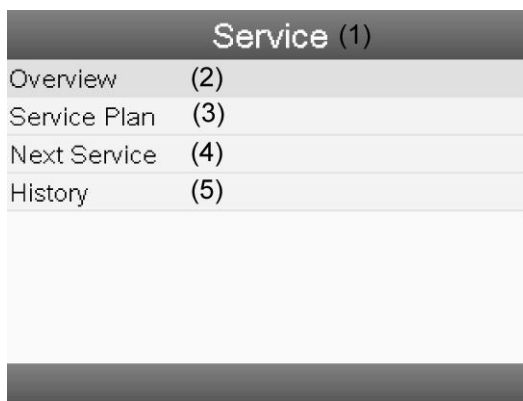 Service (1)
Overview (2)
Service Plan (3)
Next Service (4)
History (5)